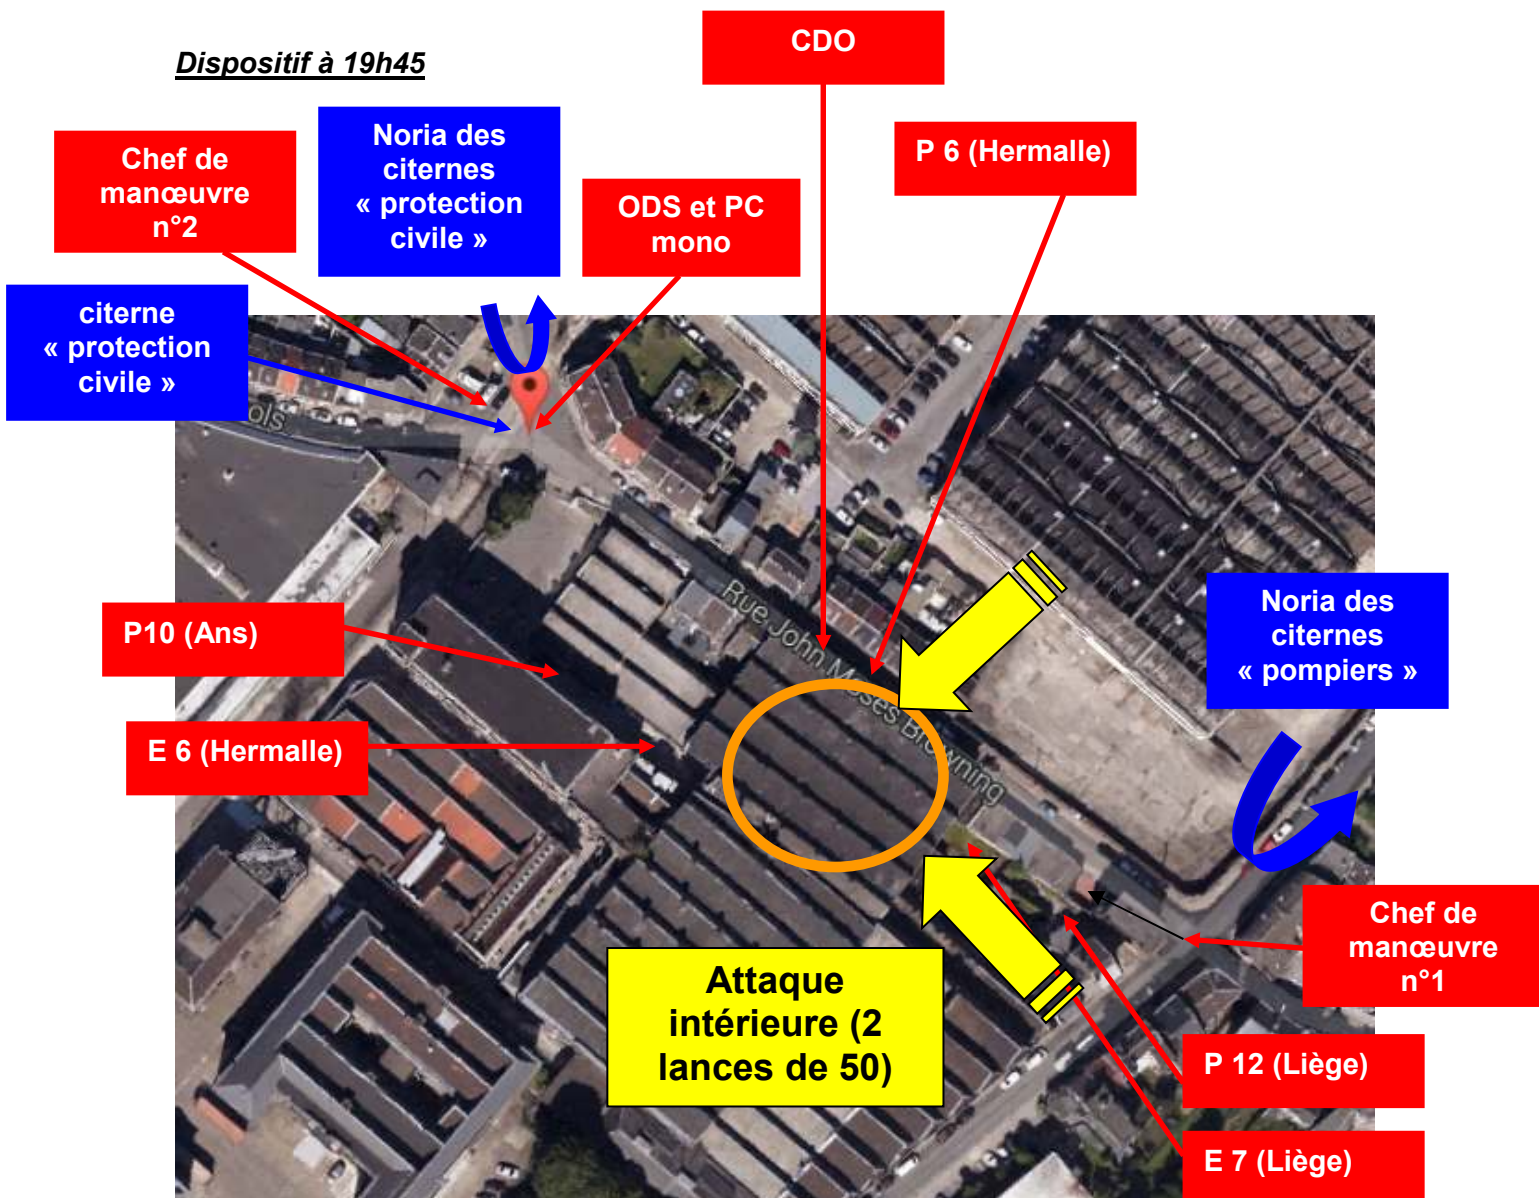 Dispositif à 19h45
CDO
Chef de
manœuvre
n°2
Noria des
citernes
« protection
civile »
ODS et PC
mono
P 6 (Hermalle)
citerne
« protection
civile »
ols
Rue John Moses Browning
P10 (Ans)
E 6 (Hermalle)
Noria des
citernes
« pompiers »
Chef de
manœuvre
n°1
Attaque
intérieure (2
lances de 50)
P 12 (Liège)
E 7 (Liège)